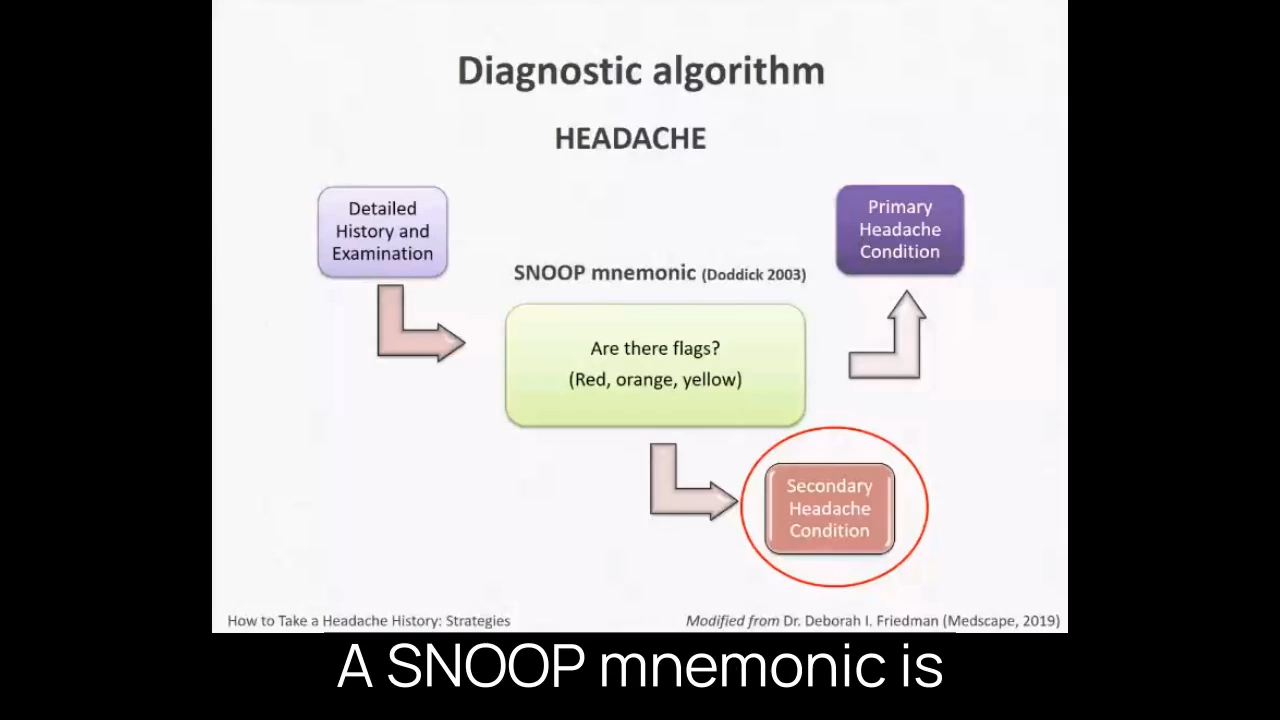 Diagnostic algorithm
HEADACHE
Detailed
History and
Examination
Primary
Headache
Condition
SNOOP mnemonic (Doddick 2003)
Are there flags?
(Red, orange, yellow)
Secondary
Headache
Condition
How to Take a Headache History: Strategies
Modified from Dr. Deborah I. Friedman (Medscape, 2019)
A SNOOP mnemonic is